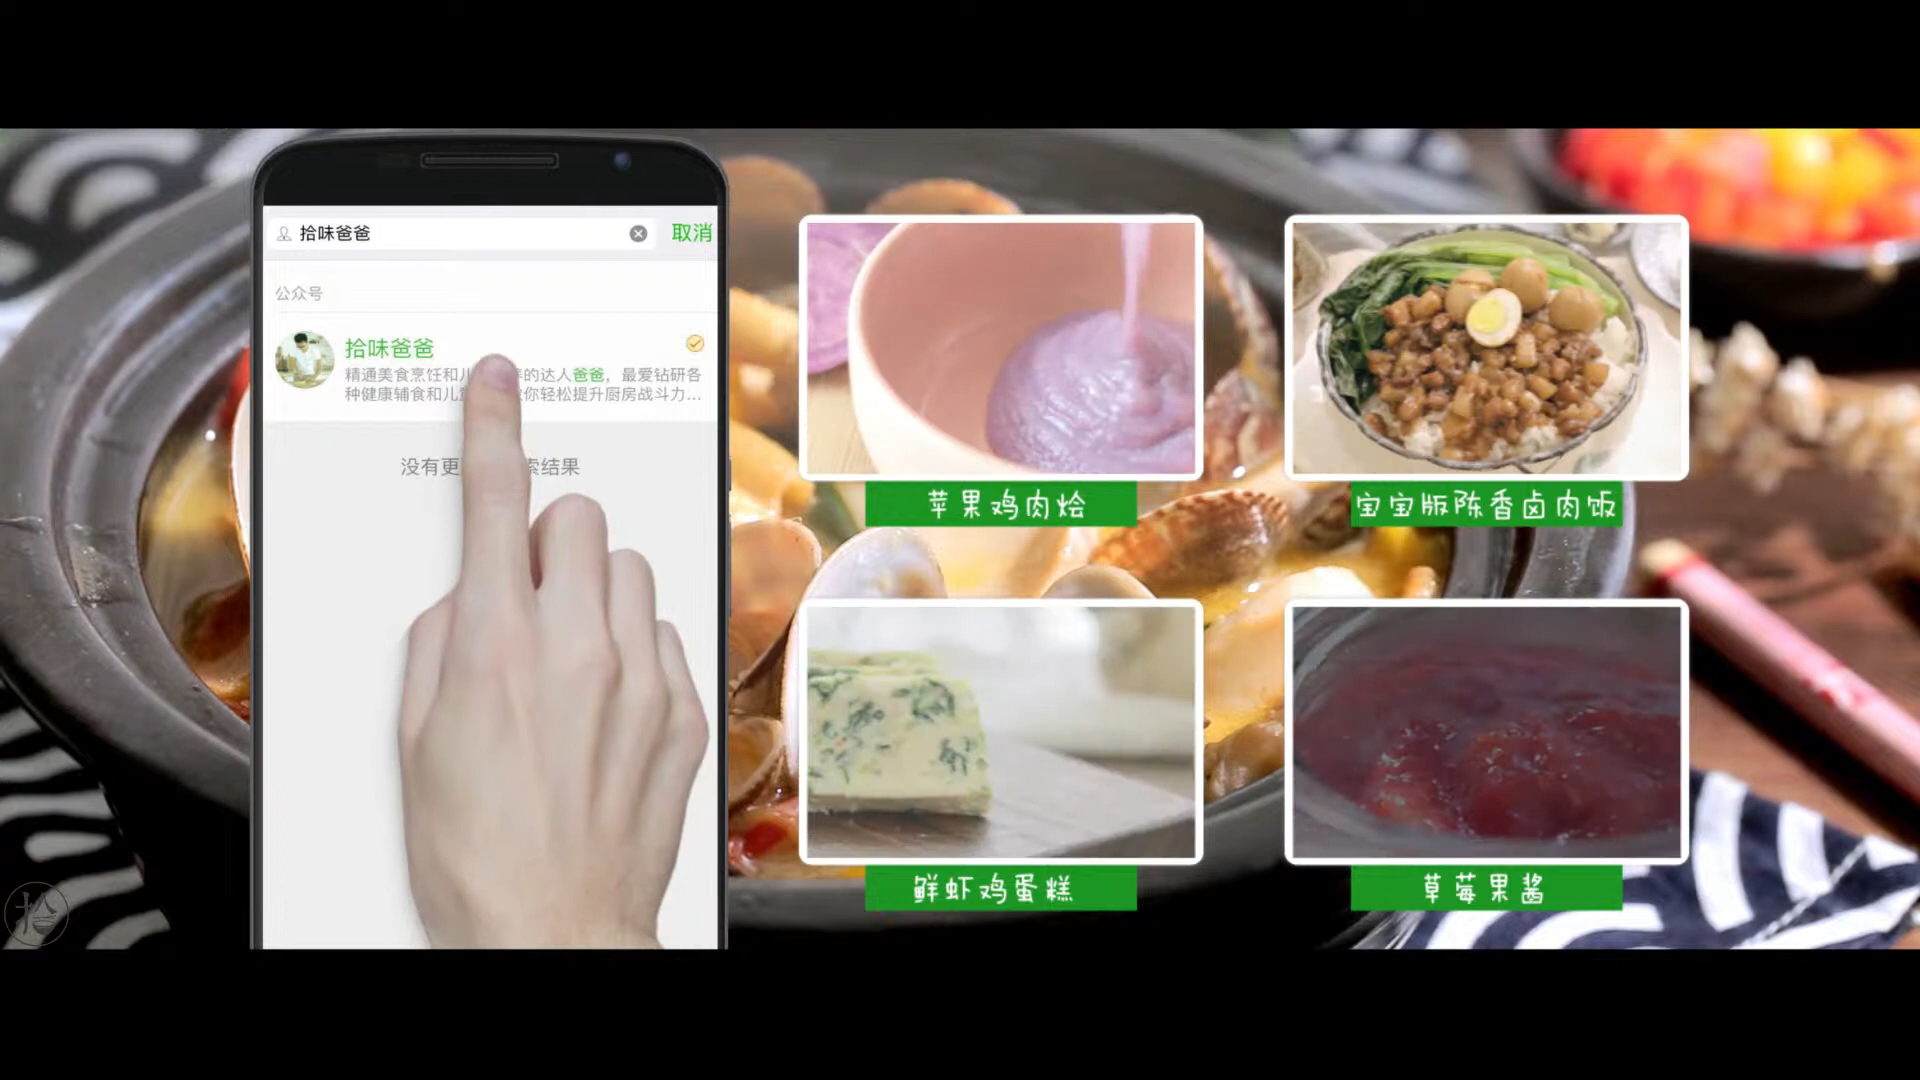 拾味爸爸
取消
公众号
拾味爸爸
精通美食烹饪和儿 的达人爸爸，最爱钻研各
种健康辅食和儿 你轻松提升厨房战斗力...
没有更 索结果
苹果鸡肉烩
宝宝版陈香卤肉饭
鲜虾鸡蛋糕
草莓果酱
拾